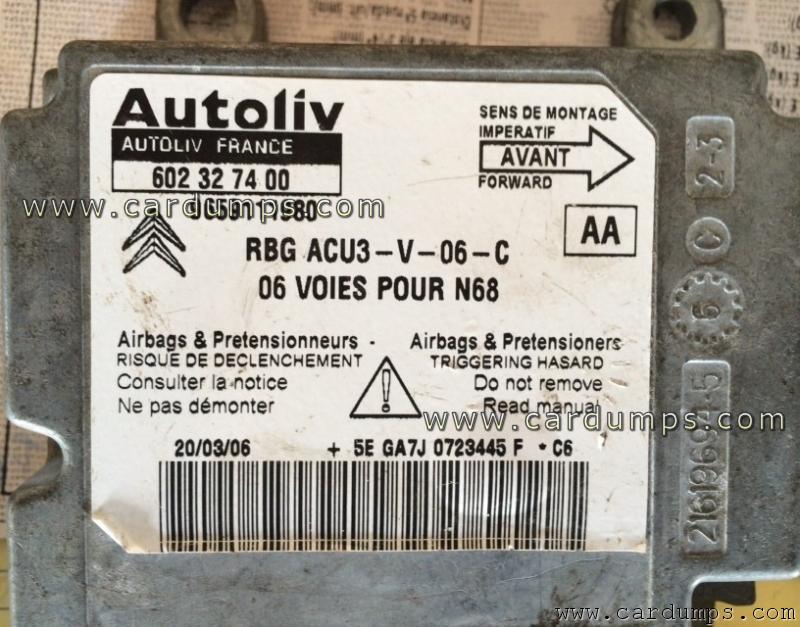 Autoliv
AUTOLIV FRANCE
602 32 74 00
SENS DE MONTAGE
IMPERATIF
AVANT
FORWARD
www.cardumps.com
AA
RBG ACU3-V-06-C
06 VOIES POUR N68
Airbags & Pretensionneurs -
RISQUE DE DECLENCHEMENT
Consulter la notice
Ne pas démonter
Airbags & Pretensioners
TRIGGERING HASARD
Do not remove
Read manual
www.cardumps.com
20/03/06 + 5E GA7J 0723445 F * C6
2-3
C
6
www.cardumps.com